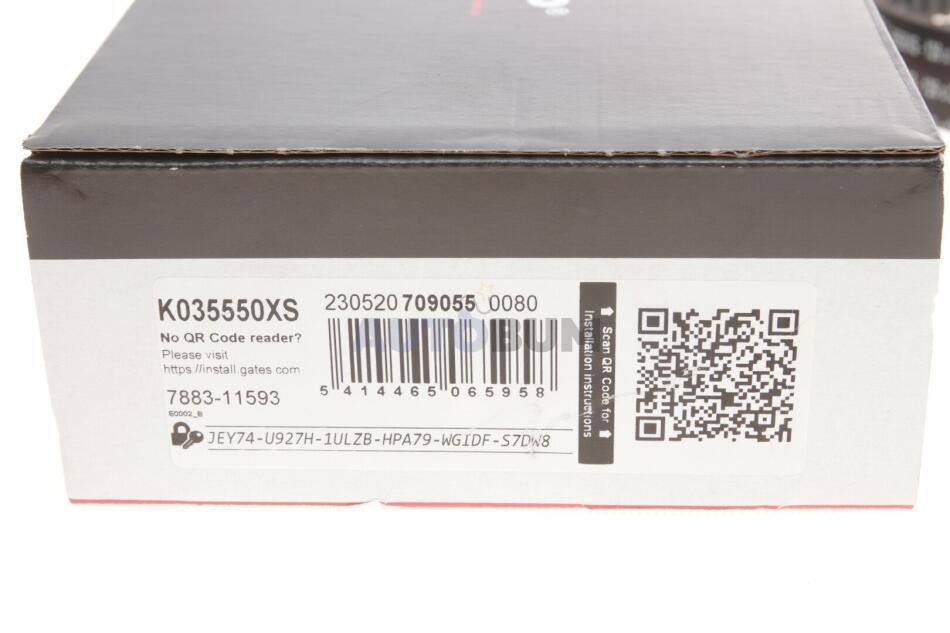 K035550XS
230520 709055 0080
No QR Code reader?
Please visit
https://install.gates.com
7883-11593
E0002_B
5 414465 065958
JEY74-U927H-1ULZB-HPA79-WGIDF-S7DW8
Scan QR Code for
Installation instructions
AUTOBUM